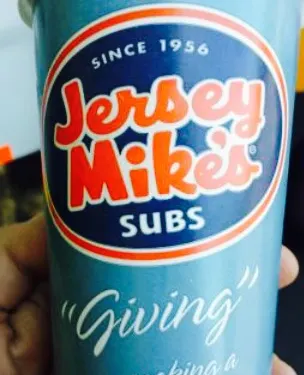 SINCE 1956
Jersey
Mike's®
SUBS
"Giving"
a